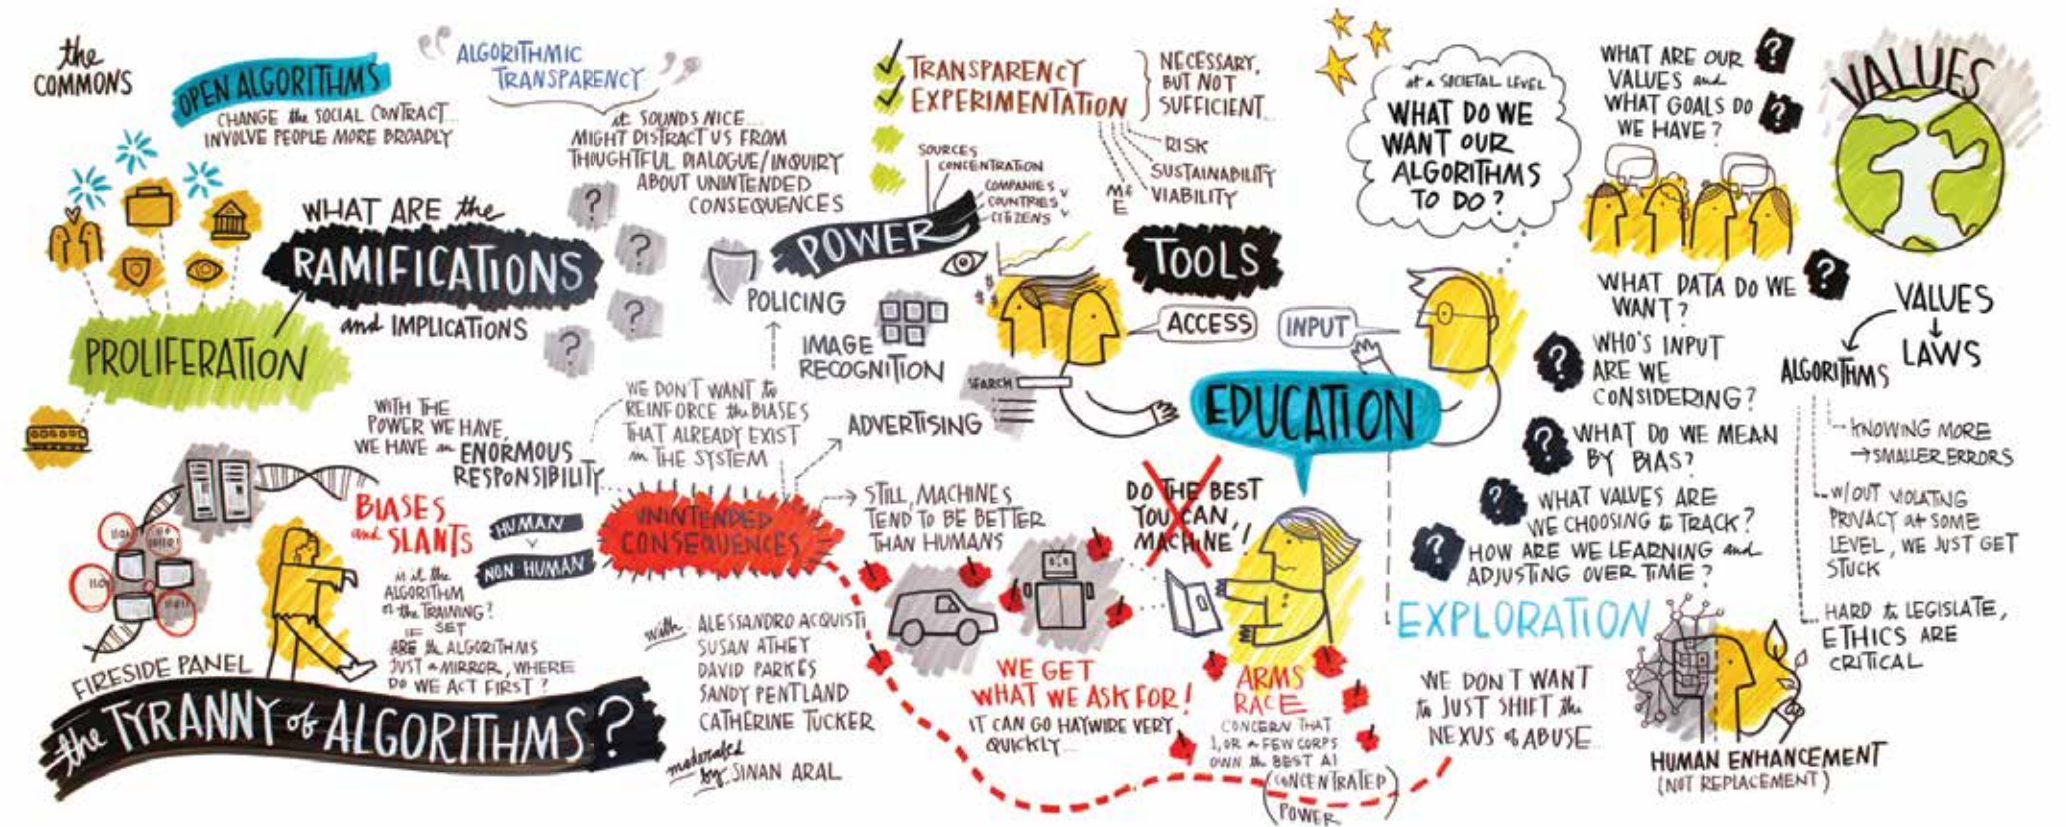 the
COMMONS
OPEN ALGORITHMS
CHANGE the SOCIAL CONTRACT...
INVOLVE PEOPLE MORE BROADLY
"ALGORITHMIC
TRANSPARENCY"
it SOUNDS NICE...
MIGHT DISTRACT US FROM
THOUGHTFUL DIALOGUE/INQUIRY
ABOUT UNINTENDED
CONSEQUENCES
WHAT ARE the
RAMIFICATIONS
and IMPLICATIONS
?
?
?
?
PROLIFERATION
WITH THE
POWER WE HAVE,
WE HAVE an ENORMOUS
RESPONSIBILITY
BIASES
and SLANTS
HUMAN
v
NON HUMAN
is it the
ALGORITHM
or the TRAINING?
SET
ARE the ALGORITHMS
JUST a MIRROR, WHERE
DO WE ACT FIRST?
FIRESIDE PANEL
the TYRANNY of ALGORITHMS?
with
ALESSANDRO ACQUISTI
SUSAN ATHEY
DAVID PARKES
SANDY PENTLAND
CATHERINE TUCKER
moderated
by SINAN ARAL
WE DON'T WANT to
REINFORCE the BIASES
THAT ALREADY EXIST
in THE SYSTEM
UNINTENDED
CONSEQUENCES
POLICING
IMAGE
RECOGNITION
ADVERTISING
SEARCH
STILL, MACHINES
TEND TO BE BETTER
THAN HUMANS
TRANSPARENCY
EXPERIMENTATION
NECESSARY,
BUT NOT
SUFFICIENT...
RISK
SUSTAINABILITY
VIABILITY
SOURCES
CONCENTRATION
COMPANIES v
COUNTRIES v
CITIZENS
POWER
$
$ $
TOOLS
ACCESS
INPUT
EDUCATION
DO THE BEST
YOU CAN,
MACHINE!
WE GET
WHAT WE ASK FOR!
IT CAN GO HAYWIRE VERY
QUICKLY...
ARMS
RACE
CONCERN THAT
1, OR a FEW CORPS
OWN the BEST AI
(CONCENTRATED
POWER)
at a SOCIETAL LEVEL
WHAT DO WE
WANT OUR
ALGORITHMS
TO DO?
WHAT ARE OUR
VALUES and
WHAT GOALS DO
WE HAVE?
?
?
WHAT DATA DO WE
WANT?
?
?
WHO'S INPUT
ARE WE
CONSIDERING?
?
WHAT DO WE MEAN
BY BIAS?
?
WHAT VALUES ARE
WE CHOOSING to TRACK?
?
HOW ARE WE LEARNING and
ADJUSTING OVER TIME?
EXPLORATION
WE DON'T WANT
to JUST SHIFT the
NEXUS of ABUSE...
HUMAN ENHANCEMENT
(NOT REPLACEMENT)
VALUES
VALUES
LAWS
ALGORITHMS
KNOWING MORE
→ SMALLER ERRORS
W/OUT VIOLATING
PRIVACY at SOME
LEVEL, WE JUST GET
STUCK
HARD to LEGISLATE,
ETHICS ARE
CRITICAL